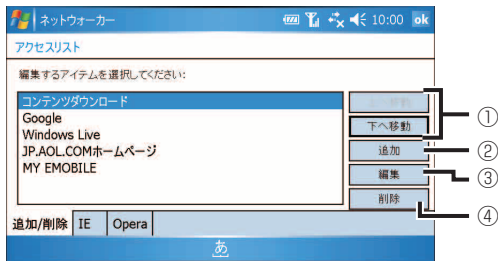 ネットウォーカー 10:00 ok
アクセスリスト
編集するアイテムを選択してください:
コンテンツダウンロード
Google
Windows Live
JP.AOL.COMホームページ
MY EMOBILE
上へ移動
下へ移動
追加
編集
削除
①
②
③
④
追加/削除 IE Opera
あ